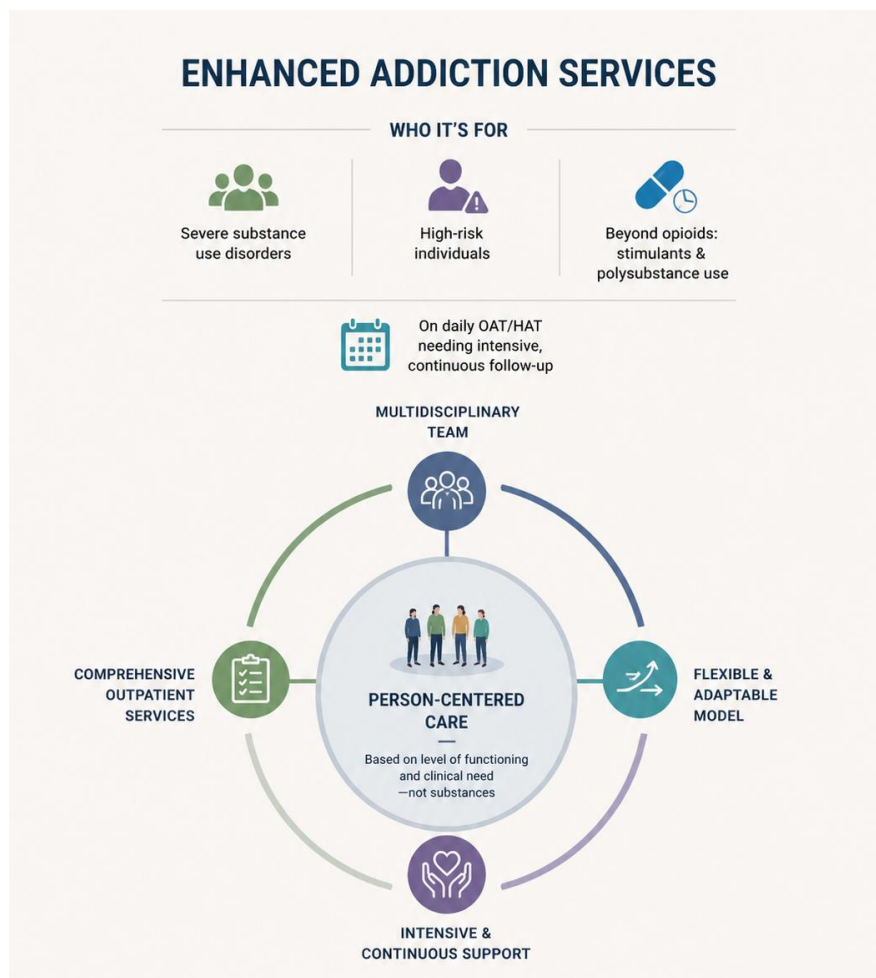 ENHANCED ADDICTION SERVICES
WHO IT'S FOR
Severe substance
use disorders
High-risk
individuals
Beyond opioids:
stimulants &
polysubstance use
On daily OAT/HAT
needing intensive,
continuous follow-up
MULTIDISCIPLINARY
TEAM
COMPREHENSIVE
OUTPATIENT
SERVICES
PERSON-CENTERED
CARE
Based on level of functioning
and clinical need
—not substances
FLEXIBLE &
ADAPTABLE
MODEL
INTENSIVE &
CONTINUOUS SUPPORT